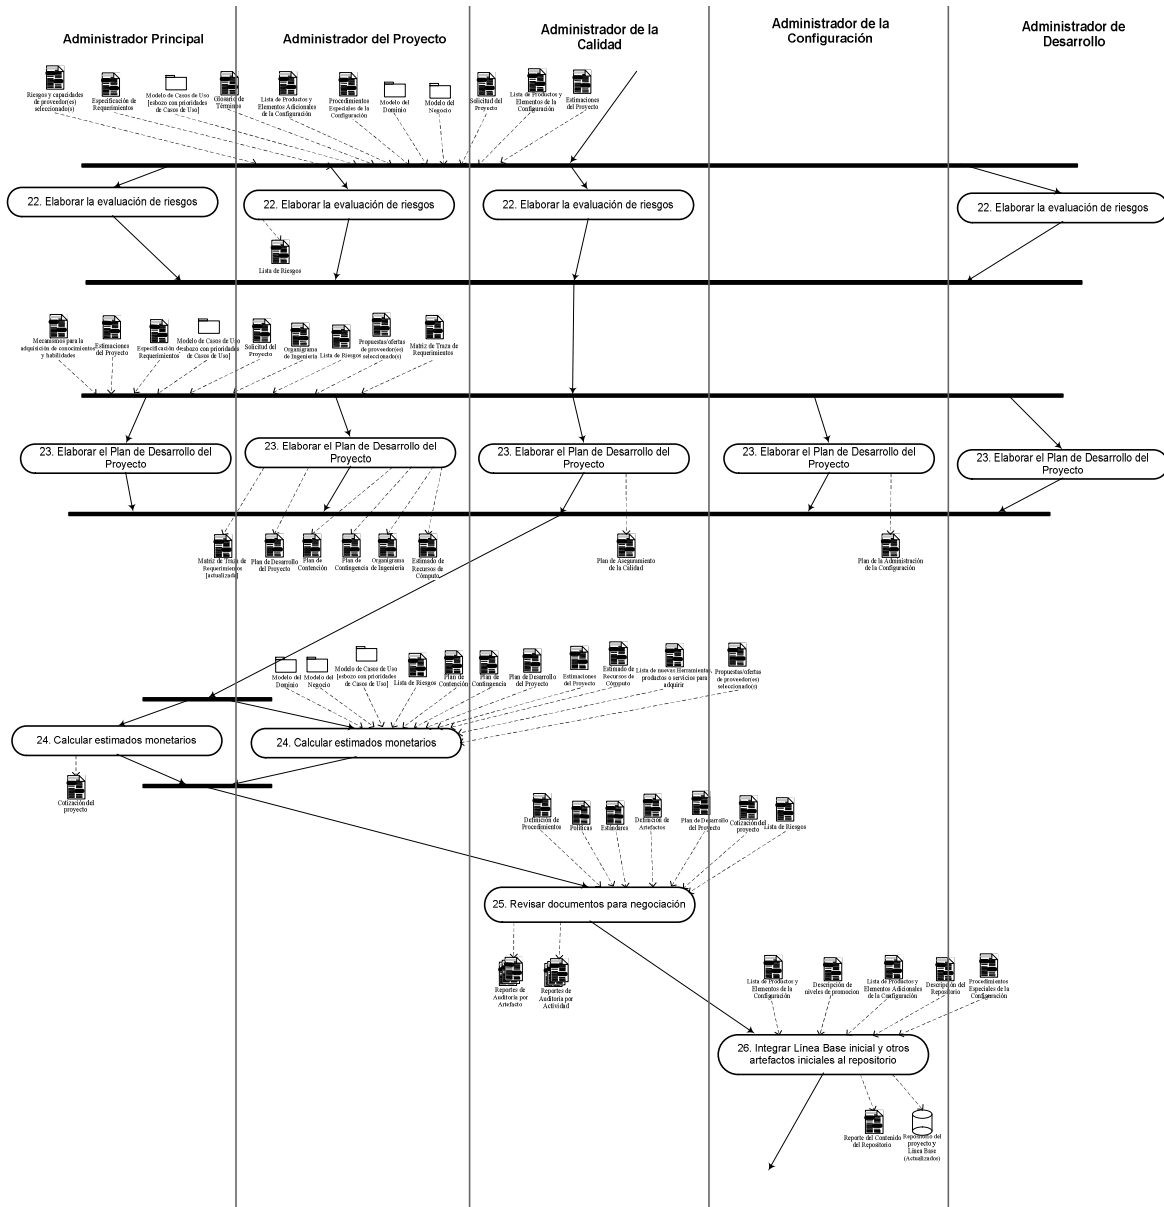 Administrador Principal
Administrador del Proyecto
Administrador de la
Calidad
Administrador de la
Configuración
Administrador de
Desarrollo
Riesgos y capacidades
de proveedor(es)
seleccionado(s)
Especificación de
Requerimientos
Modelo de Casos de Uso
[esbozo con prioridades
de Casos de Uso]
Glosario de
Términos
Lista de Productos y
Elementos Adicionales
de la Configuración
Procedimientos
Especiales de la
Configuración
Modelo del
Dominio
Modelo del
Negocio
Solicitud del
Proyecto
Lista de Productos
y Elementos de la
Configuración
Estimaciones
del Proyecto
22. Elaborar la evaluación de riesgos
22. Elaborar la evaluación de riesgos
22. Elaborar la evaluación de riesgos
22. Elaborar la evaluación de riesgos
Lista de Riesgos
Mecanismos para la
adquisición de conocimientos
y habilidades
Estimaciones
del Proyecto
Especificación de
Requerimientos
Modelo de Casos de Uso
[esbozo con prioridades
de Casos de Uso]
Solicitud del
Proyecto
Organigrama
de Ingeniería
Lista de Riesgos
Propuestas/ofertas
de proveedor(es)
seleccionado(s)
Matriz de Traza de
Requerimientos
23. Elaborar el Plan de Desarrollo del
Proyecto
23. Elaborar el Plan de Desarrollo del
Proyecto
23. Elaborar el Plan de Desarrollo del
Proyecto
23. Elaborar el Plan de Desarrollo del
Proyecto
23. Elaborar el Plan de Desarrollo del
Proyecto
Matriz de Traza de
Requerimientos
[actualizada]
Plan de Desarrollo
del Proyecto
Plan de
Contención
Plan de
Contingencia
Organigrama
de Ingeniería
Estimado de
Recursos de
Cómputo
Plan de Aseguramiento
de la Calidad
Plan de la Administración
de la Configuración
Modelo del
Dominio
Modelo del
Negocio
Modelo de Casos de Uso
[esbozo con prioridades
de Casos de Uso]
Lista de Riesgos
Plan de
Contención
Plan de
Contingencia
Plan de Desarrollo
del Proyecto
Estimaciones
del Proyecto
Estimado de
Recursos de
Cómputo
Lista de nuevas Herramientas,
productos o servicios para
adquirir
Propuestas/ofertas
de proveedor(es)
seleccionado(s)
24. Calcular estimados monetarios
24. Calcular estimados monetarios
Cotización del
proyecto
Definición de
Procedimientos
Políticas
Estándares
Definición de
Artefactos
Plan de Desarrollo
del Proyecto
Cotización del
proyecto
Lista de Riesgos
25. Revisar documentos para negociación
Reportes de
Auditoría por
Artefacto
Reportes de
Auditoría por
Actividad
Lista de Productos
y Elementos de la
Configuración
Descripción de
niveles de promocion
Lista de Productos y
Elementos Adicionales
de la Configuración
Descripción del
Repositorio
Procedimientos
Especiales de la
Configuración
26. Integrar Línea Base inicial y otros
artefactos iniciales al repositorio
Reporte del Contenido
del Repositorio
Repositorio del
proyecto y
Línea Base
(Actualizados)